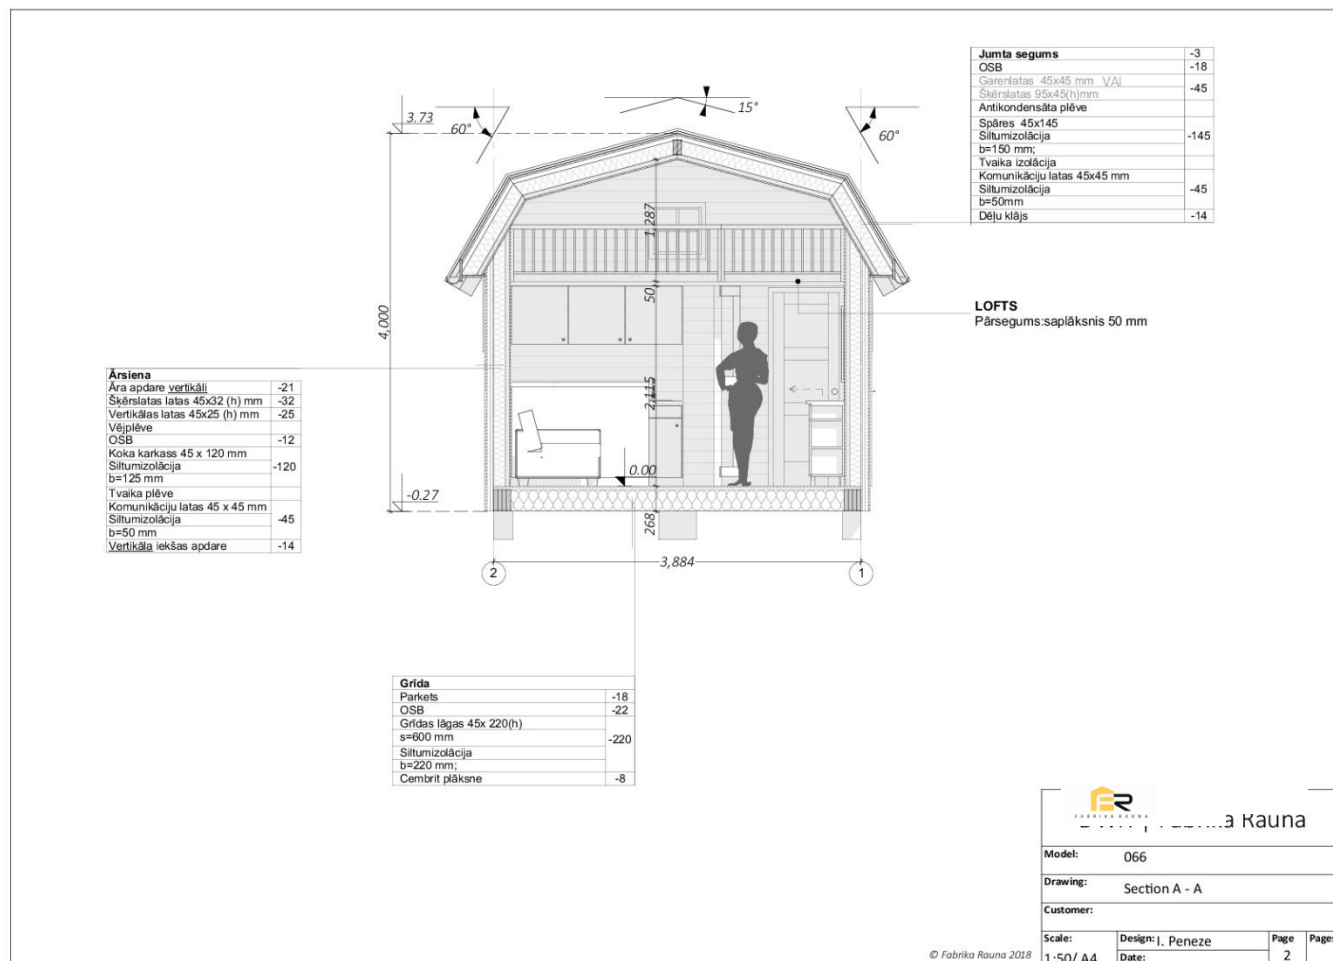 Jumta segums -3
OSB -18
Garenlatas 45x45 mm VAI
Šķērslatas 95x45(h)mm -45
Antikondensāta plēve
Spāres 45x145
Siltumizolācija -145
b=150 mm;
Tvaika izolācija
Komunikāciju latas 45x45 mm
Siltumizolācija -45
b=50mm
Dēļu klājs -14
15°
60°
60°
3.73
1,287
50
4,000
2,115
0.00
-0.27
268
3,884
2
1
LOFTS
Pārsegums:saplāksnis 50 mm
Ārsiena
Āra apdare vertikāli -21
Šķērslatas latas 45x32 (h) mm -32
Vertikālas latas 45x25 (h) mm -25
Vējplēve
OSB -12
Koka karkass 45 x 120 mm
Siltumizolācija -120
b=125 mm
Tvaika plēve
Komunikāciju latas 45 x 45 mm
Siltumizolācija -45
b=50 mm
Vertikāla iekšas apdare -14
Grīda
Parkets -18
OSB -22
Grīdas lāgas 45x 220(h)
s=600 mm -220
Siltumizolācija
b=220 mm;
Cembrit plāksne -8
FABRIKA RAUNA
Rauna
Model: 066
Drawing: Section A - A
Customer:
Scale: Design: I. Peneze Page Pages
1:50/ A4 Date: 2
© Fabrika Rauna 2018